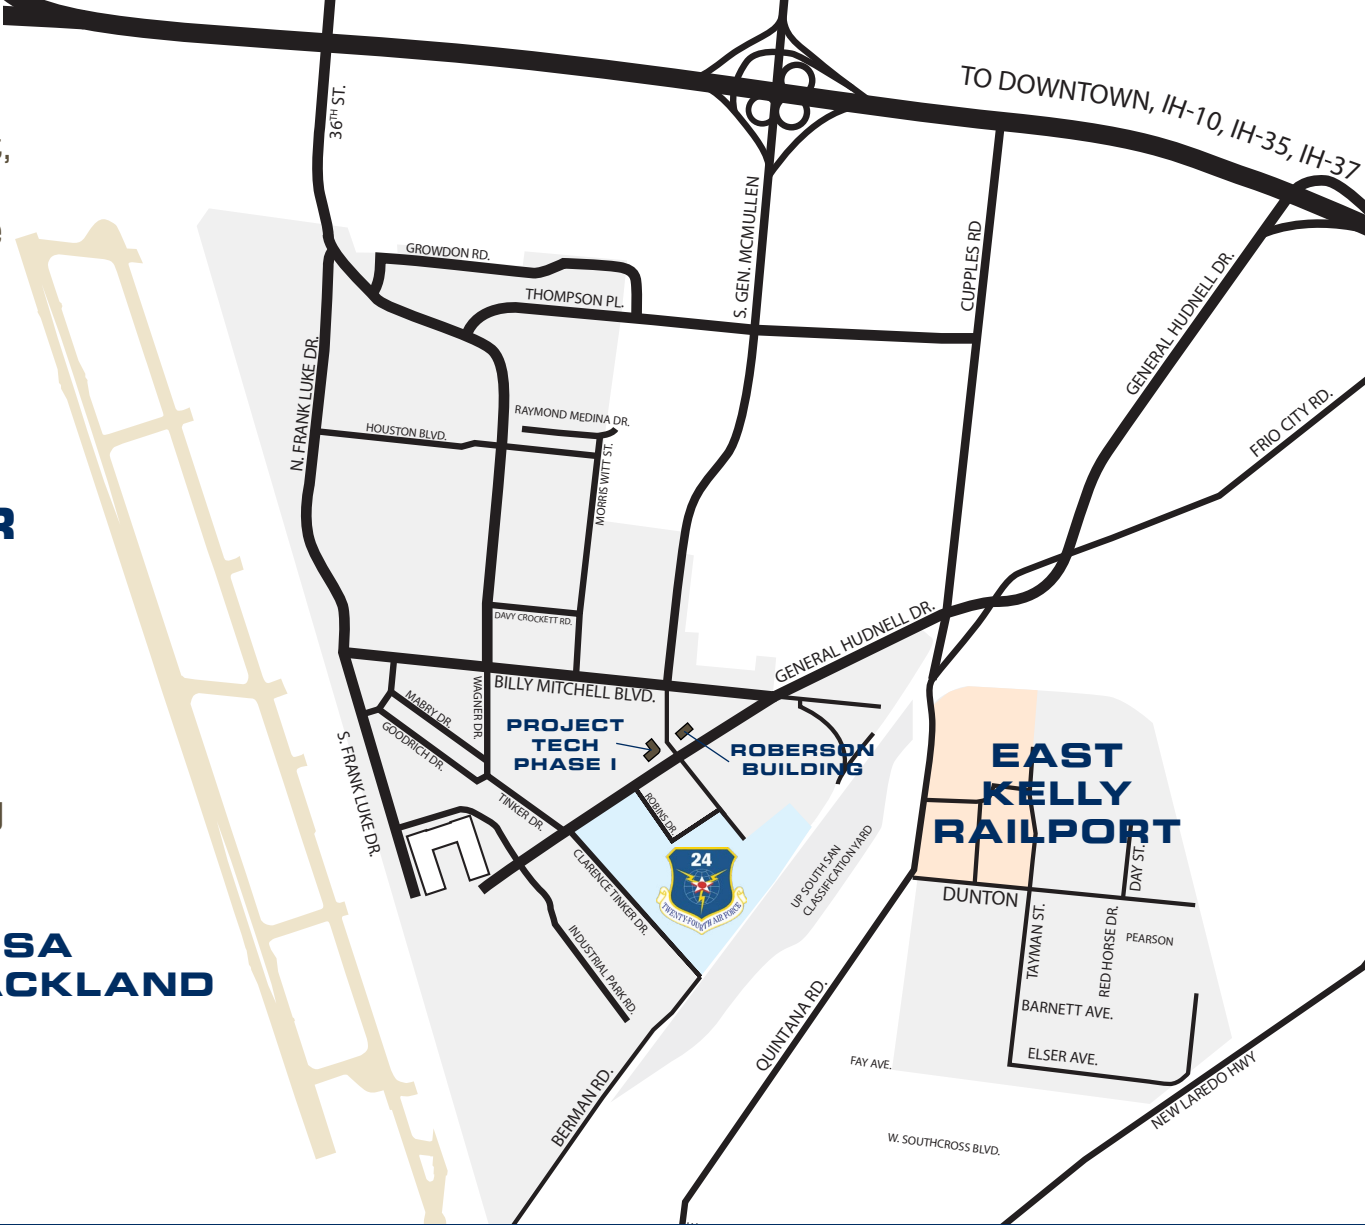 TO DOWNTOWN, IH-10, IH-35, IH-37
36TH ST.
S. GEN. MCMULLEN
CUPPLES RD
GENERAL HUDNELL DR.
GROWDON RD.
THOMPSON PL.
N. FRANK LUKE DR.
RAYMOND MEDINA DR.
HOUSTON BLVD.
MORRIS WITT ST.
FRIO CITY RD.
R
DAVY CROCKETT RD.
GENERAL HUDNELL DR.
BILLY MITCHELL BLVD.
WAGNER DR.
MABRY DR.
GOODRICH DR.
S. FRANK LUKE DR.
PROJECT
TECH
PHASE I
ROBERSON
BUILDING
EAST
KELLY
RAILPORT
TINKER DR.
ROBINS DR.
CLARENCE TINKER DR.
24
TWENTY-FOURTH AIR FORCE
UP SOUTH SAN
CLASSIFICATION YARD
DAY ST.
DUNTON
TAYMAN ST.
RED HORSE DR.
PEARSON
BARNETT AVE.
ELSER AVE.
INDUSTRIAL PARK RD.
SA
ACKLAND
QUINTANA RD.
FAY AVE.
BERMAN RD.
NEW LAREDO HWY
W. SOUTHCROSS BLVD.